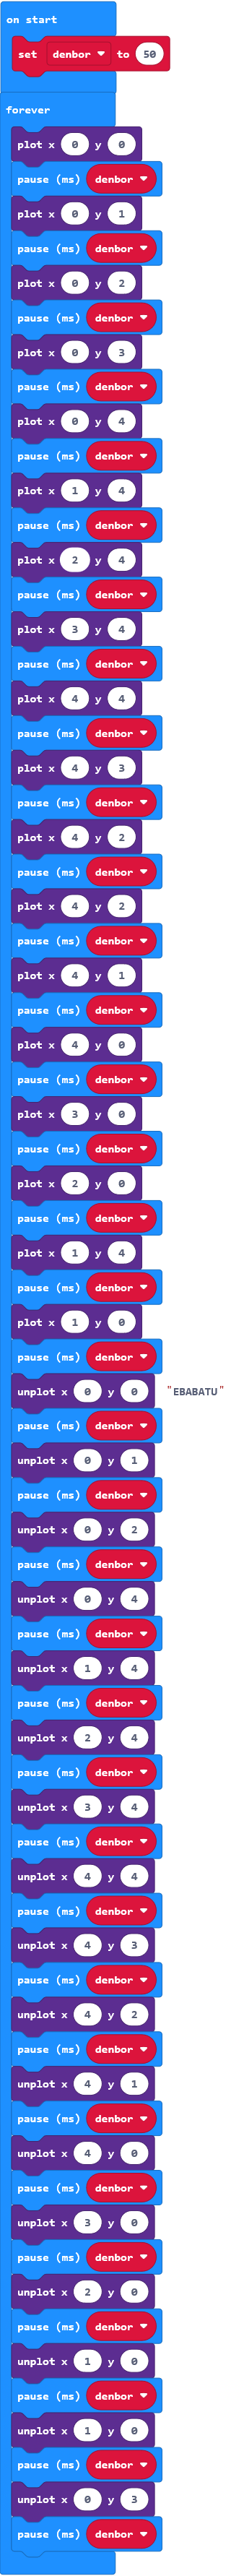 on start
set denbor to 50
forever
plot x 0 y 0
pause (ms) denbor
plot x 0 y 1
pause (ms) denbor
plot x 0 y 2
pause (ms) denbor
plot x 0 y 3
pause (ms) denbor
plot x 0 y 4
pause (ms) denbor
plot x 1 y 4
pause (ms) denbor
plot x 2 y 4
pause (ms) denbor
plot x 3 y 4
pause (ms) denbor
plot x 4 y 4
pause (ms) denbor
plot x 4 y 3
pause (ms) denbor
plot x 4 y 2
pause (ms) denbor
plot x 4 y 2
pause (ms) denbor
plot x 4 y 1
pause (ms) denbor
plot x 4 y 0
pause (ms) denbor
plot x 3 y 0
pause (ms) denbor
plot x 2 y 0
pause (ms) denbor
plot x 1 y 4
pause (ms) denbor
plot x 1 y 0
pause (ms) denbor
unplot x 0 y 0 "EBABATU"
pause (ms) denbor
unplot x 0 y 1
pause (ms) denbor
unplot x 0 y 2
pause (ms) denbor
unplot x 0 y 4
pause (ms) denbor
unplot x 1 y 4
pause (ms) denbor
unplot x 2 y 4
pause (ms) denbor
unplot x 3 y 4
pause (ms) denbor
unplot x 4 y 4
pause (ms) denbor
unplot x 4 y 3
pause (ms) denbor
unplot x 4 y 2
pause (ms) denbor
unplot x 4 y 1
pause (ms) denbor
unplot x 4 y 0
pause (ms) denbor
unplot x 3 y 0
pause (ms) denbor
unplot x 2 y 0
pause (ms) denbor
unplot x 1 y 0
pause (ms) denbor
unplot x 1 y 0
pause (ms) denbor
unplot x 0 y 3
pause (ms) denbor